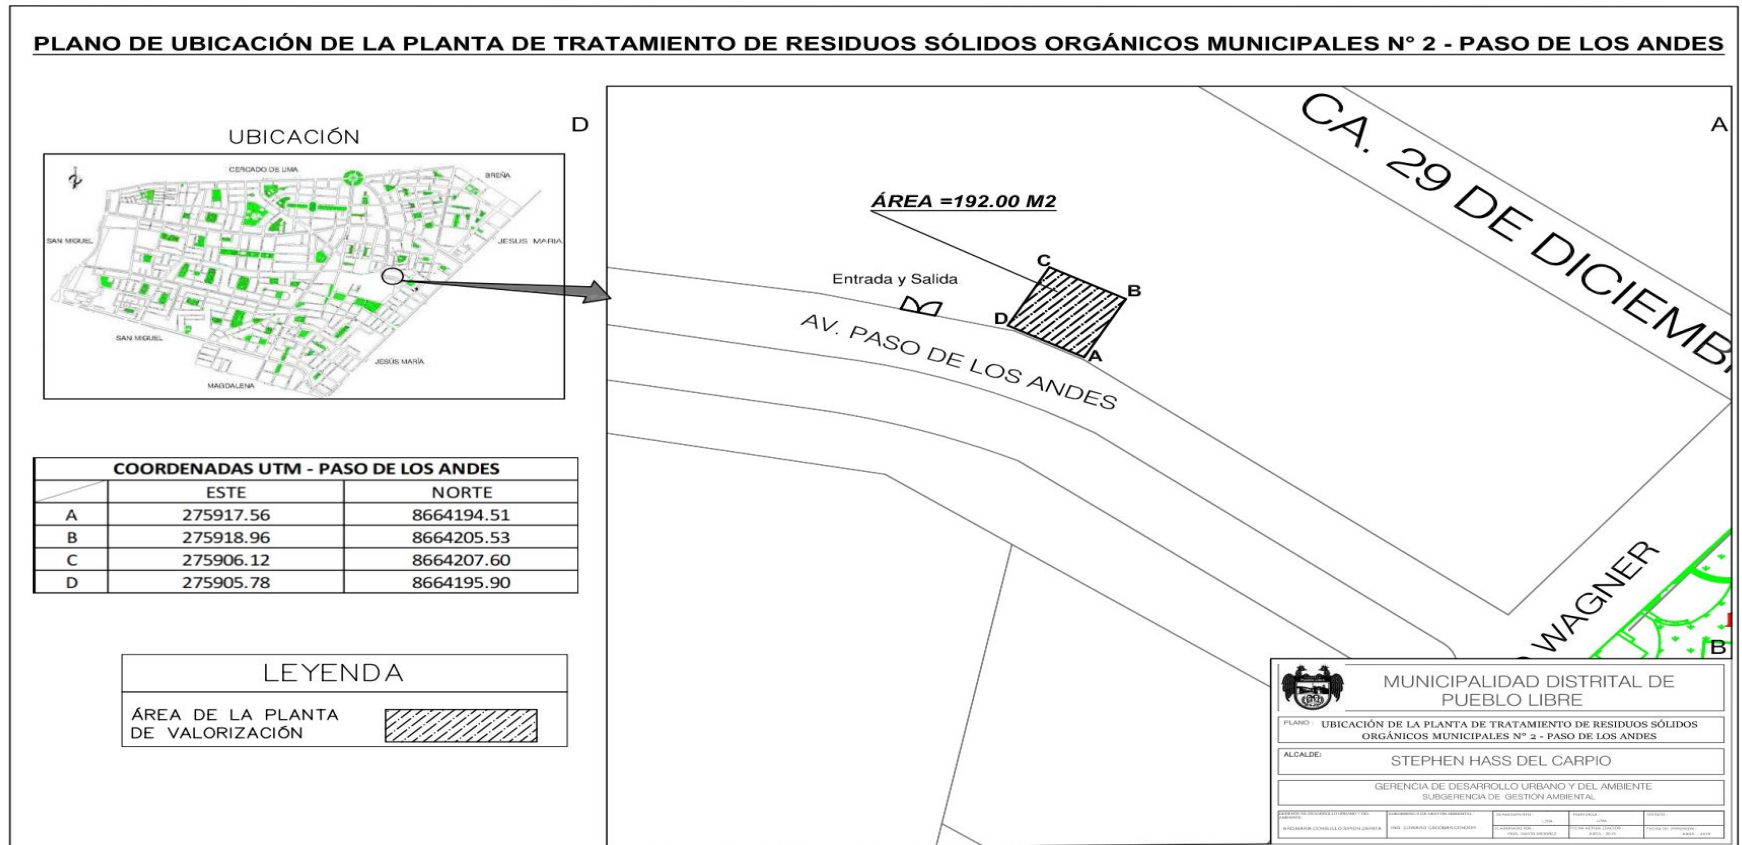 PLANO DE UBICACIÓN DE LA PLANTA DE TRATAMIENTO DE RESIDUOS SÓLIDOS ORGÁNICOS MUNICIPALES N° 2 - PASO DE LOS ANDES
UBICACIÓN
D
A
CERCADO DE LIMA
BREÑA
SAN MIGUEL
JESUS MARIA
SAN MIGUEL
JESÚS MARÍA
MAGDALENA
ÁREA =192.00 M2
CA. 29 DE DICIEMB
C
B
D
A
Entrada y Salida
AV. PASO DE LOS ANDES
WAGNER
B
COORDENADAS UTM - PASO DE LOS ANDES
ESTE NORTE
A 275917.56 8664194.51
B 275918.96 8664205.53
C 275906.12 8664207.60
D 275905.78 8664195.90
LEYENDA
ÁREA DE LA PLANTA
DE VALORIZACIÓN
MUNICIPALIDAD DISTRITAL DE
PUEBLO LIBRE
PLANO : UBICACIÓN DE LA PLANTA DE TRATAMIENTO DE RESIDUOS SÓLIDOS
ORGÁNICOS MUNICIPALES N° 2 - PASO DE LOS ANDES
ALCALDE:
STEPHEN HASS DEL CARPIO
GERENCIA DE DESARROLLO URBANO Y DEL AMBIENTE
SUBGERENCIA DE GESTIÓN AMBIENTAL